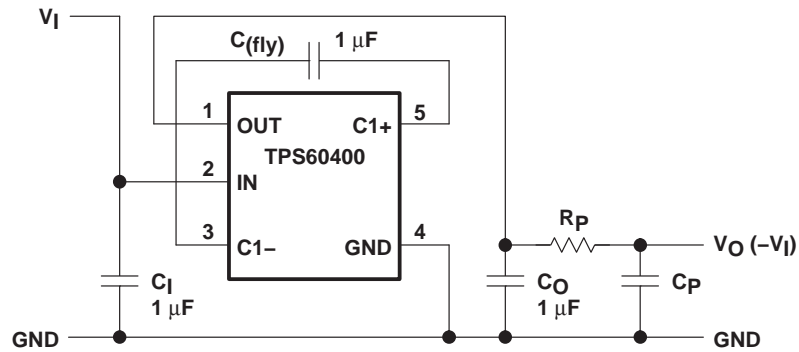 VI
C(fly) 1 µF
1 5
OUT C1+
TPS60400
2
IN
RP
3 4
C1– GND
VO (–VI)
CI
1 µF
CO
1 µF
CP
GND GND